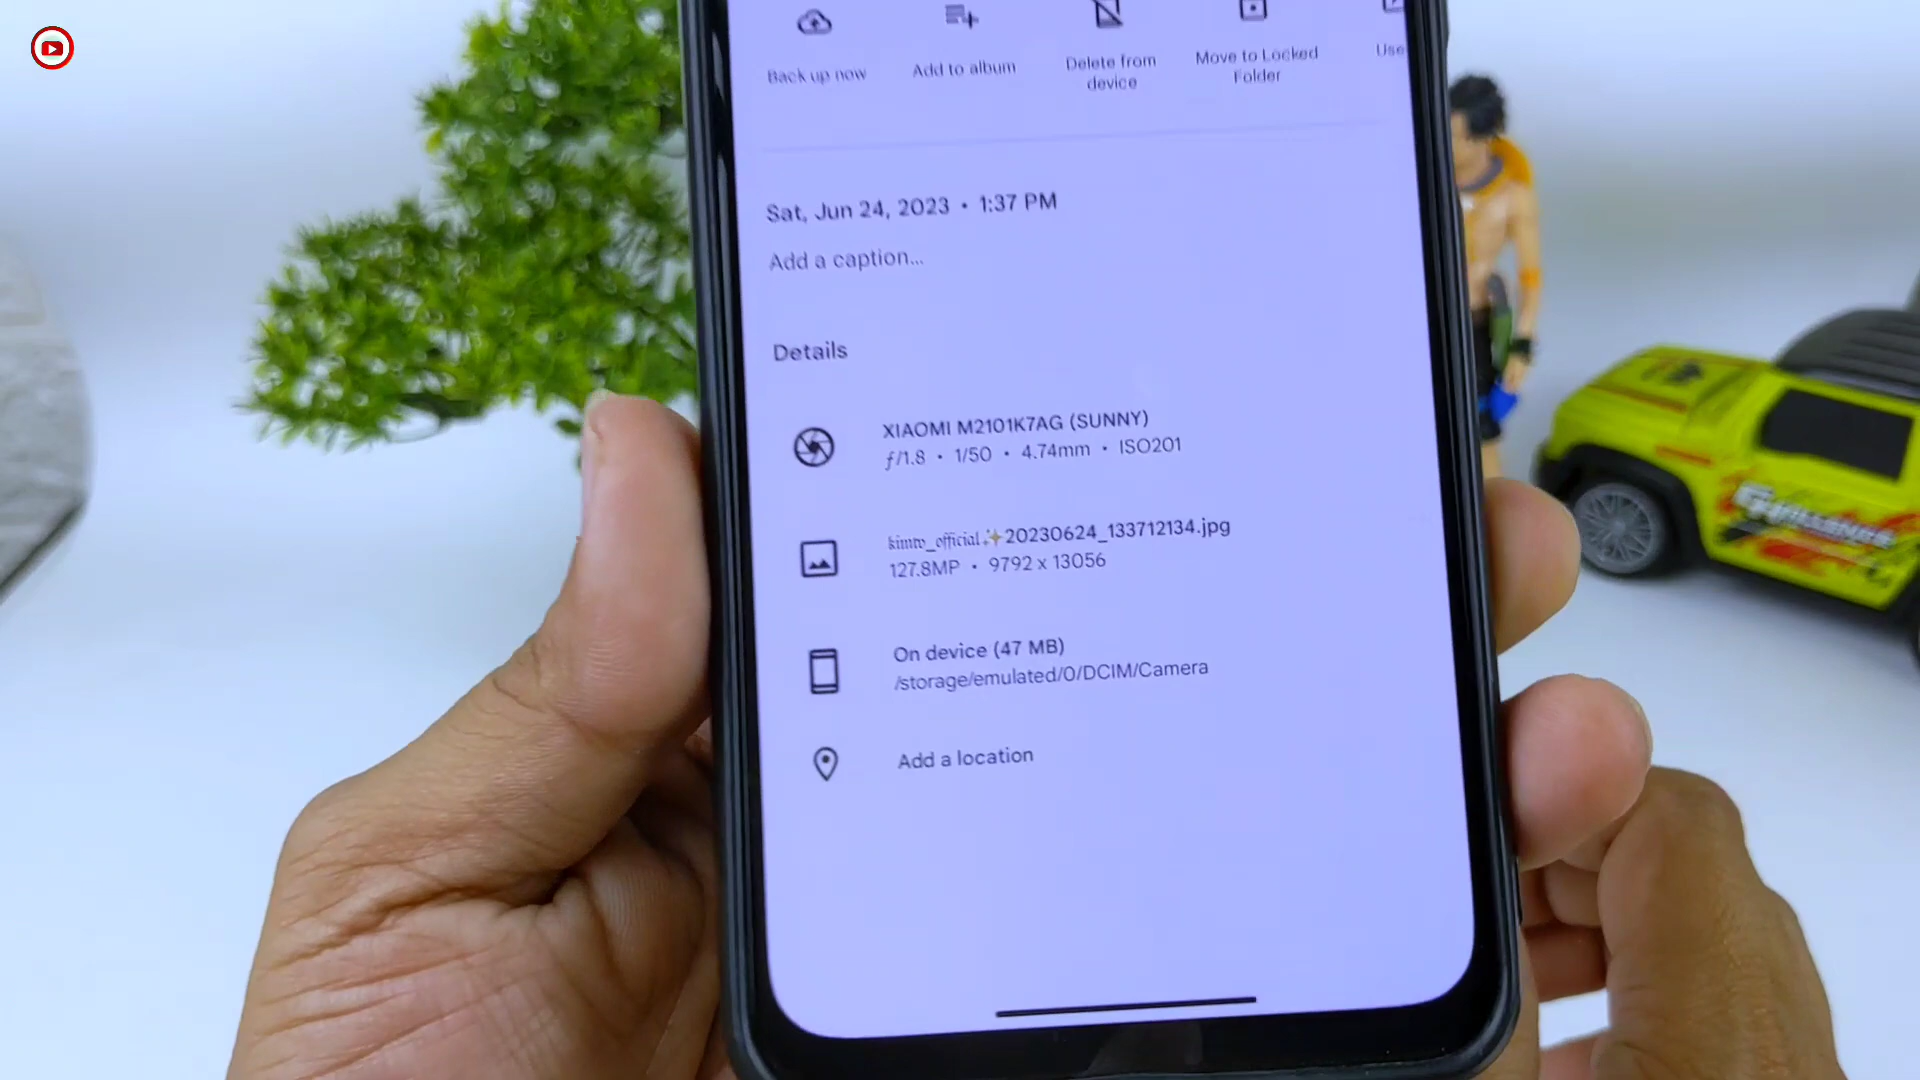 Back up now
Add to album
Delete from
device
Move to Locked
Folder
Use
Sat, Jun 24, 2023 • 1:37 PM
Add a caption...
Details
XIAOMI M2101K7AG (SUNNY)
ƒ/1.8 • 1/50 • 4.74mm • ISO201
𝔨𝔦𝔪𝔴_𝔬𝔣𝔣𝔦𝔠𝔦𝔞𝔩✨20230624_133712134.jpg
127.8MP • 9792 x 13056
On device (47 MB)
/storage/emulated/0/DCIM/Camera
Add a location